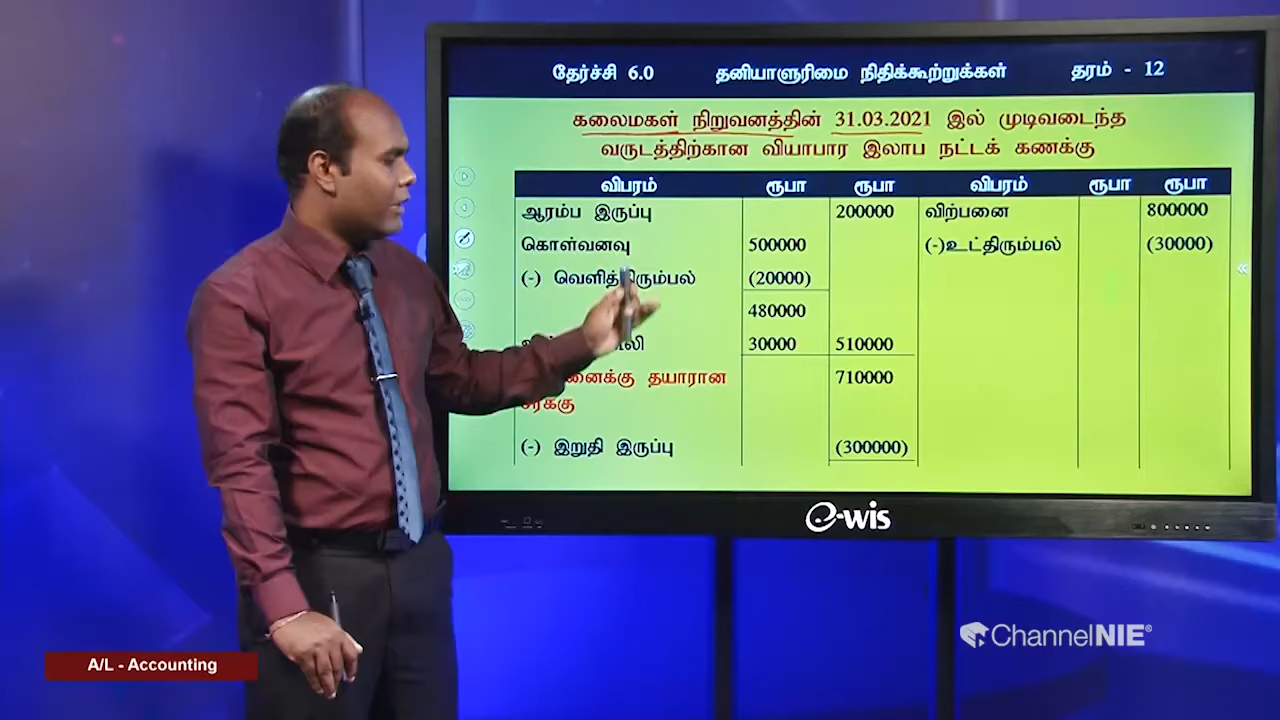 தேர்ச்சி 6.0 தனியாளுரிமை நிதிக்கூற்றுக்கள் தரம் - 12
கலைமகள் நிறுவனத்தின் 31.03.2021 இல் முடிவடைந்த
வருடத்திற்கான வியாபார இலாப நட்டக் கணக்கு
விபரம் ரூபா ரூபா விபரம் ரூபா ரூபா
ஆரம்ப இருப்பு 200000 விற்பனை 800000
கொள்வனவு 500000 (-)உட்திரும்பல் (30000)
(-) வெளித்திரும்பல் (20000)
480000
30000 510000
தயாரான 710000
(-) இறுதி இருப்பு (300000)
e-wis
ChannelNIE®
A/L - Accounting